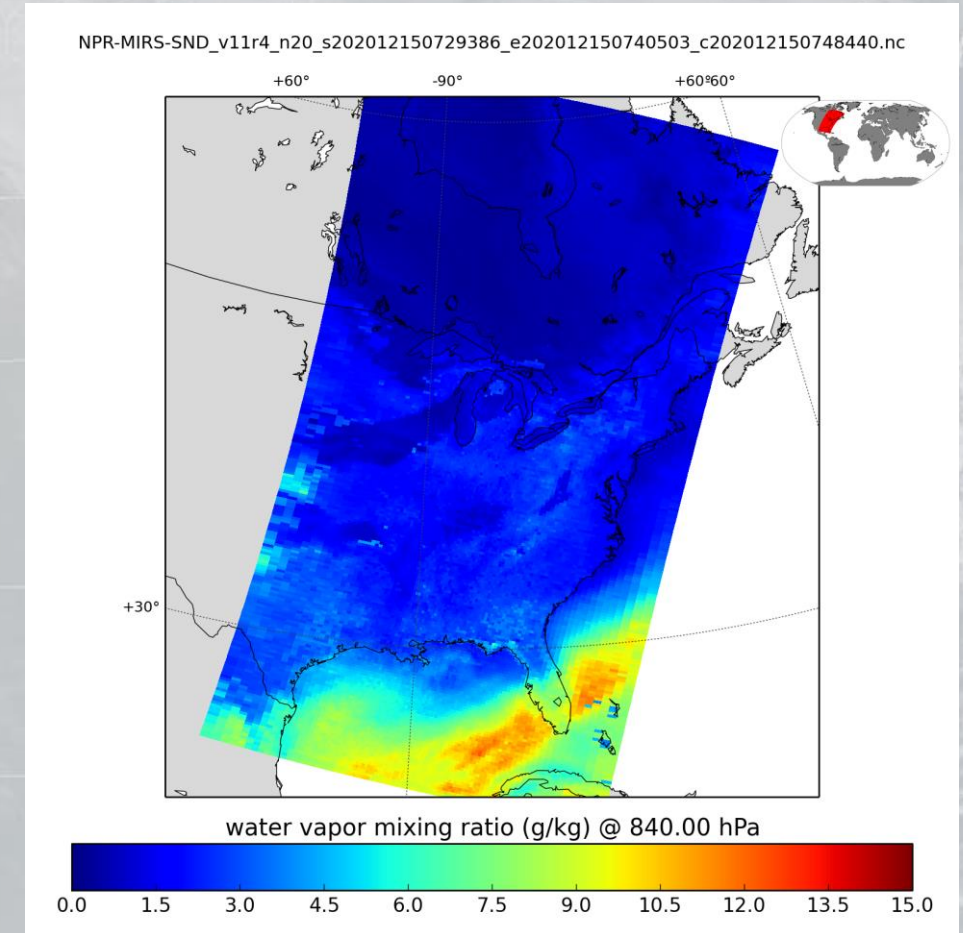 NPR-MIRS-SND_v11r4_n20_s202012150729386_e202012150740503_c202012150748440.nc
+60° -90° +60°60°
+30°
water vapor mixing ratio (g/kg) @ 840.00 hPa
0.0 1.5 3.0 4.5 6.0 7.5 9.0 10.5 12.0 13.5 15.0